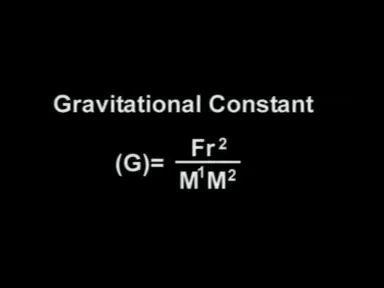 Gravitational Constant
(G)= Fr²
M¹M²